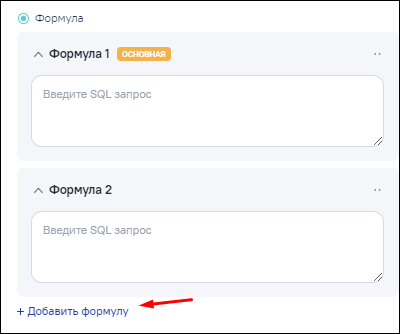 Формула
Формула 1 ОСНОВНАЯ
Введите SQL запрос
Формула 2
Введите SQL запрос
+ Добавить формулу